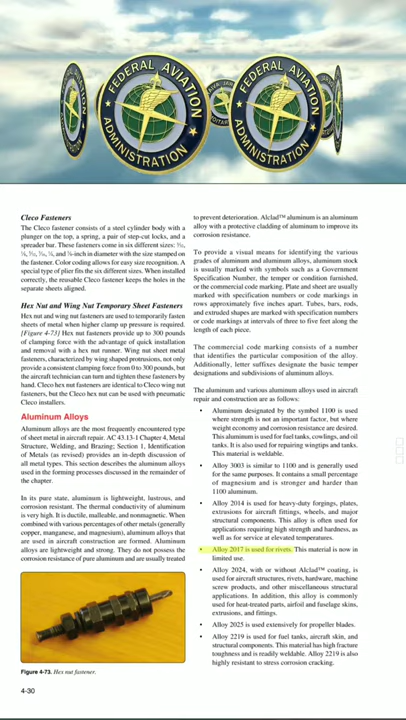 FEDERAL AVIATION
ADMINISTRATION
FEDERAL AVIATION
ADMINISTRATION
Cleco Fasteners
The Cleco fastener consists of a steel cylinder body with a
plunger on the top, a spring, a pair of step-cut locks, and a
spreader bar. These fasteners come in six different sizes: 3⁄32,
1⁄8, 5⁄32, 3⁄16, 1⁄4, and 3⁄8-inch in diameter with the size stamped on
the fastener. Color coding allows for easy size recognition. A
special type of plier fits the six different sizes. When installed
correctly, the reusable Cleco fastener keeps the holes in the
separate sheets aligned.
Hex Nut and Wing Nut Temporary Sheet Fasteners
Hex nut and wing nut fasteners are used to temporarily fasten
sheets of metal when higher clamp up pressure is required.
[Figure 4-73] Hex nut fasteners provide up to 300 pounds
of clamping force with the advantage of quick installation
and removal with a hex nut runner. Wing nut sheet metal
fasteners, characterized by wing shaped protrusions, not only
provide a consistent clamping force from 0 to 300 pounds, but
the aircraft technician can turn and tighten these fasteners by
hand. Cleco hex nut fasteners are identical to Cleco wing nut
fasteners, but the Cleco hex nut can be used with pneumatic
Cleco installers.
Aluminum Alloys
Aluminum alloys are the most frequently encountered type
of sheet metal in aircraft repair. AC 43.13-1 Chapter 4, Metal
Structure, Welding, and Brazing; Section 1, Identification
of Metals (as revised) provides an in-depth discussion of
all metal types. This section describes the aluminum alloys
used in the forming processes discussed in the remainder of
the chapter.
In its pure state, aluminum is lightweight, lustrous, and
corrosion resistant. The thermal conductivity of aluminum
is very high. It is ductile, malleable, and nonmagnetic. When
combined with various percentages of other metals (generally
copper, manganese, and magnesium), aluminum alloys that
are used in aircraft construction are formed. Aluminum
alloys are lightweight and strong. They do not possess the
corrosion resistance of pure aluminum and are usually treated
Figure 4-73. Hex nut fastener.
4-30
to prevent deterioration. Alclad™ aluminum is an aluminum
alloy with a protective cladding of aluminum to improve its
corrosion resistance.
To provide a visual means for identifying the various
grades of aluminum and aluminum alloys, aluminum stock
is usually marked with symbols such as a Government
Specification Number, the temper or condition furnished,
or the commercial code marking. Plate and sheet are usually
marked with specification numbers or code markings in
rows approximately five inches apart. Tubes, bars, rods,
and extruded shapes are marked with specification numbers
or code markings at intervals of three to five feet along the
length of each piece.
The commercial code marking consists of a number
that identifies the particular composition of the alloy.
Additionally, letter suffixes designate the basic temper
designations and subdivisions of aluminum alloys.
The aluminum and various aluminum alloys used in aircraft
repair and construction are as follows:
• Aluminum designated by the symbol 1100 is used
where strength is not an important factor, but where
weight economy and corrosion resistance are desired.
This aluminum is used for fuel tanks, cowlings, and oil
tanks. It is also used for repairing wingtips and tanks.
This material is weldable.
• Alloy 3003 is similar to 1100 and is generally used
for the same purposes. It contains a small percentage
of magnesium and is stronger and harder than
1100 aluminum.
• Alloy 2014 is used for heavy-duty forgings, plates,
extrusions for aircraft fittings, wheels, and major
structural components. This alloy is often used for
applications requiring high strength and hardness, as
well as for service at elevated temperatures.
• Alloy 2017 is used for rivets. This material is now in
limited use.
• Alloy 2024, with or without Alclad™ coating, is
used for aircraft structures, rivets, hardware, machine
screw products, and other miscellaneous structural
applications. In addition, this alloy is commonly
used for heat-treated parts, airfoil and fuselage skins,
extrusions, and fittings.
• Alloy 2025 is used extensively for propeller blades.
• Alloy 2219 is used for fuel tanks, aircraft skin, and
structural components. This material has high fracture
toughness and is readily weldable. Alloy 2219 is also
highly resistant to stress corrosion cracking.